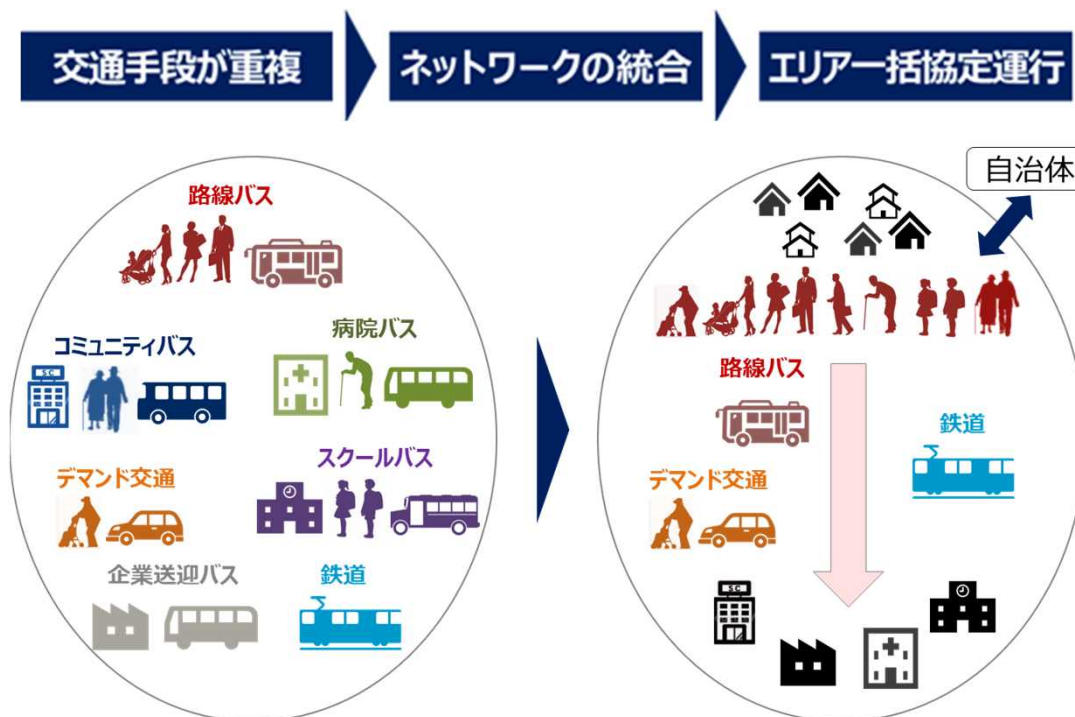 交通手段が重複
ネットワークの統合
エリア一括協定運行
自治体
路線バス
コミュニティバス
病院バス
SC
デマンド交通
スクールバス
企業送迎バス
鉄道
路線バス
鉄道
デマンド交通
SC